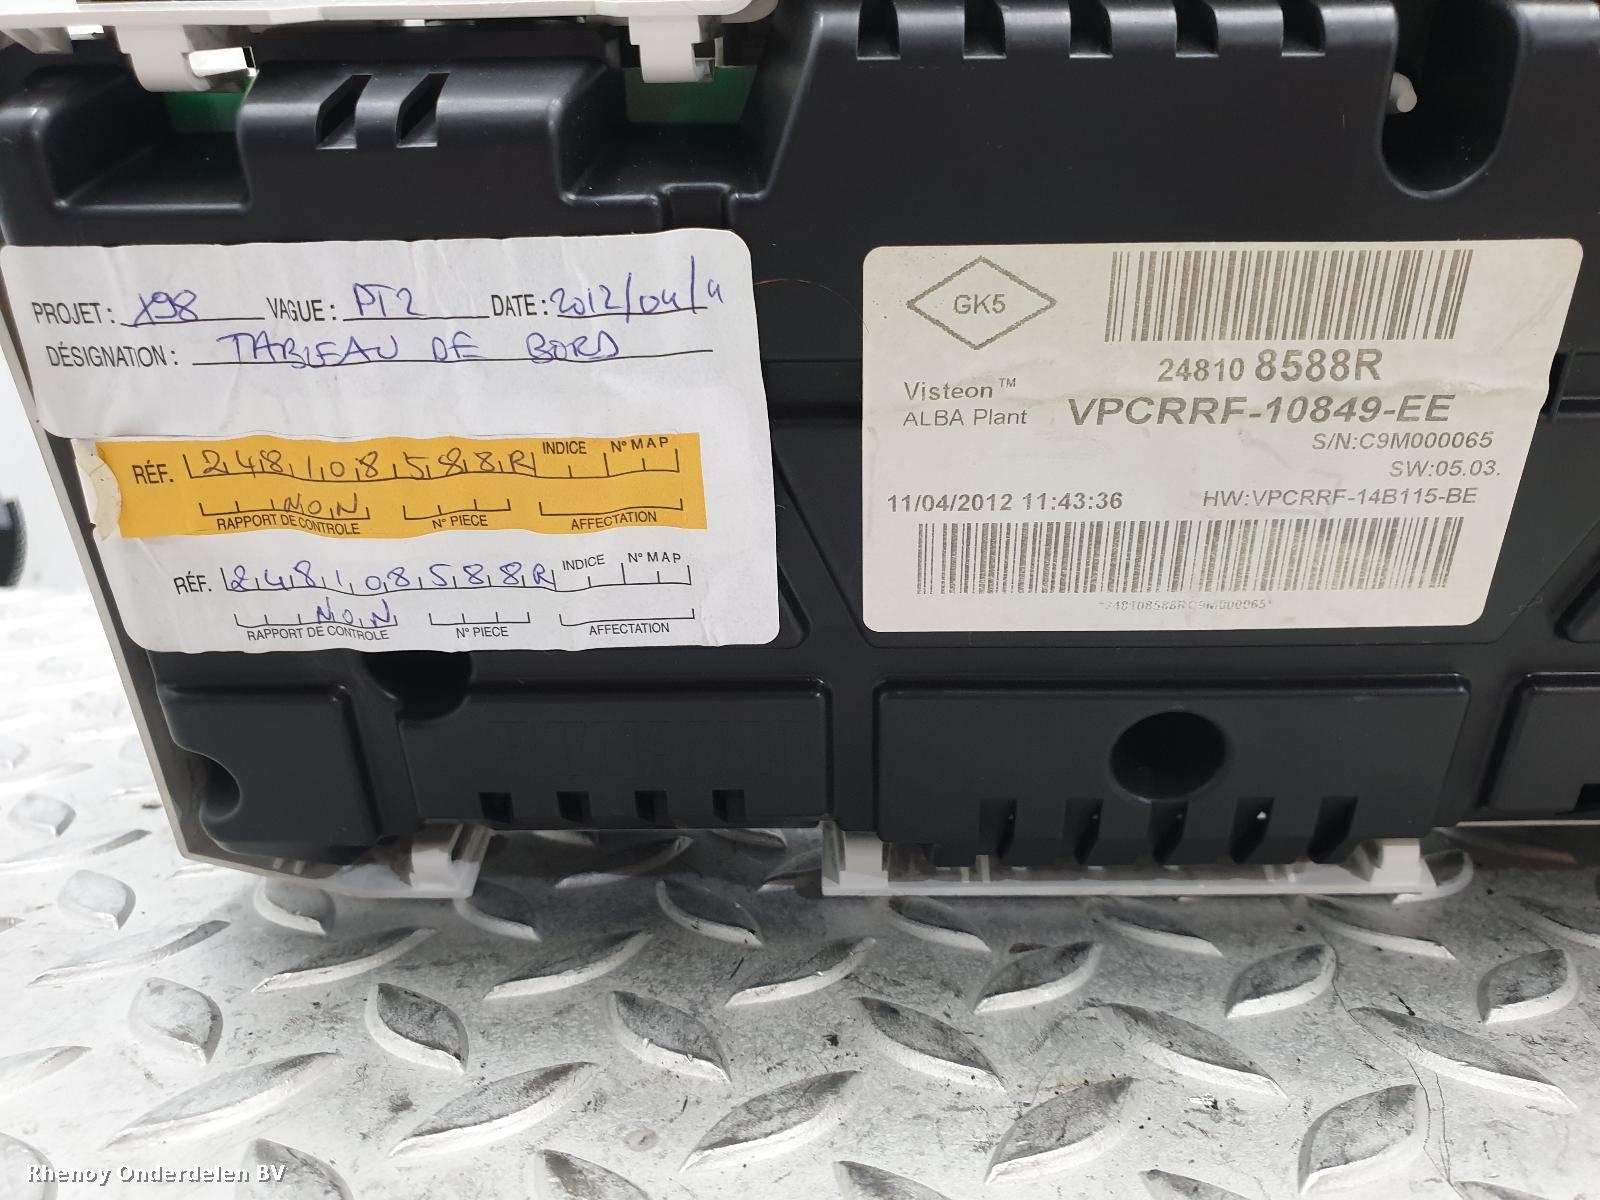 PROJET : X98 VAGUE : PT2 DATE : 2012/04/11
DÉSIGNATION : TABLEAU DE BORD
RÉF. 248108588R INDICE N° MAP
NON
RAPPORT DE CONTROLE N° PIECE AFFECTATION
RÉF. 248108588R INDICE N° MAP
NON
RAPPORT DE CONTROLE N° PIECE AFFECTATION
GK5
24810 8588R
Visteon™
ALBA Plant VPCRRF-10849-EE
S/N:C9M000065
SW:05.03.
11/04/2012 11:43:36 HW:VPCRRF-14B115-BE
*248108588RC9M000065*
Rhenoy Onderdelen BV